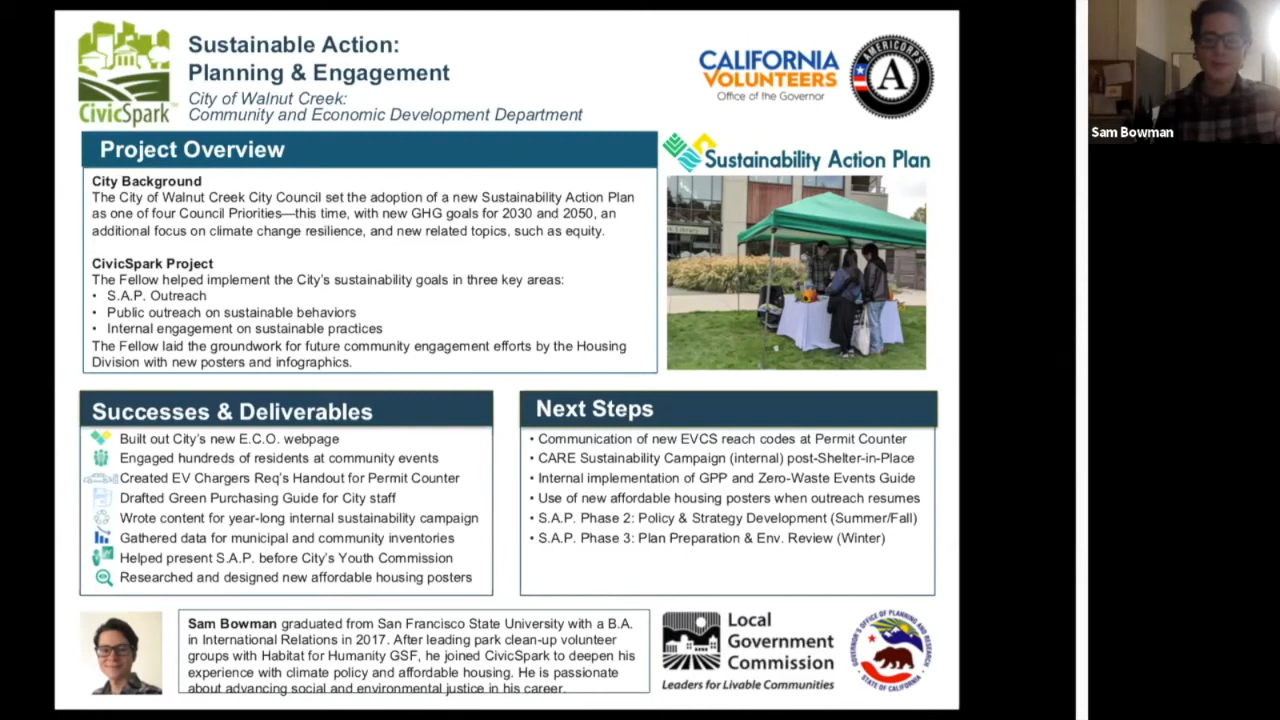 Sustainable Action:
Planning & Engagement
City of Walnut Creek:
Community and Economic Development Department
CivicSpark
CALIFORNIA
VOLUNTEERS
Office of the Governor
AMERICORPS
A
Project Overview
City Background
The City of Walnut Creek City Council set the adoption of a new Sustainability Action Plan
as one of four Council Priorities—this time, with new GHG goals for 2030 and 2050, an
additional focus on climate change resilience, and new related topics, such as equity.
CivicSpark Project
The Fellow helped implement the City's sustainability goals in three key areas:
• S.A.P. Outreach
• Public outreach on sustainable behaviors
• Internal engagement on sustainable practices
The Fellow laid the groundwork for future community engagement efforts by the Housing
Division with new posters and infographics.
Sustainability Action Plan
Successes & Deliverables
Built out City's new E.C.O. webpage
Engaged hundreds of residents at community events
Created EV Chargers Req's Handout for Permit Counter
Drafted Green Purchasing Guide for City staff
Wrote content for year-long internal sustainability campaign
Gathered data for municipal and community inventories
Helped present S.A.P. before City's Youth Commission
Researched and designed new affordable housing posters
Next Steps
• Communication of new EVCS reach codes at Permit Counter
• CARE Sustainability Campaign (internal) post-Shelter-in-Place
• Internal implementation of GPP and Zero-Waste Events Guide
• Use of new affordable housing posters when outreach resumes
• S.A.P. Phase 2: Policy & Strategy Development (Summer/Fall)
• S.A.P. Phase 3: Plan Preparation & Env. Review (Winter)
Sam Bowman graduated from San Francisco State University with a B.A.
in International Relations in 2017. After leading park clean-up volunteer
groups with Habitat for Humanity GSF, he joined CivicSpark to deepen his
experience with climate policy and affordable housing. He is passionate
about advancing social and environmental justice in his career.
Local
Government
Commission
Leaders for Livable Communities
GOVERNOR'S OFFICE OF PLANNING AND RESEARCH
STATE OF CALIFORNIA
Sam Bowman